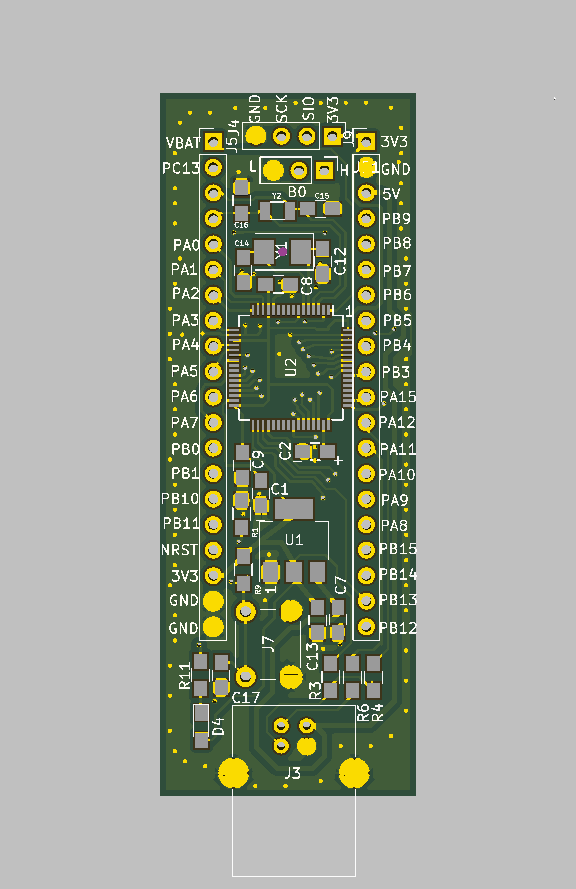 GND SCK SIO 3V3
J5 J4 J9
VBAT 3V3
L H
PC13 GND
B0
5V
Y2 C15
PB9
C16
PA0 C14 Y1 PB8
C12
PA1 PB7
C8
PA2 PB6
1
PA3 PB5
PA4 PB4
U2
PA5 PB3
PA6 PA15
PA7 PA12
PB0 C9 C2 + PA11
PB1 PA10
C1
PB10 PA9
PB11 R1 PA8
U1
NRST PB15
3V3 PB14
R9 1 C7
GND PB13
GND PB12
J7 C13
R11 R3
C17 R6 R4
D4
J3